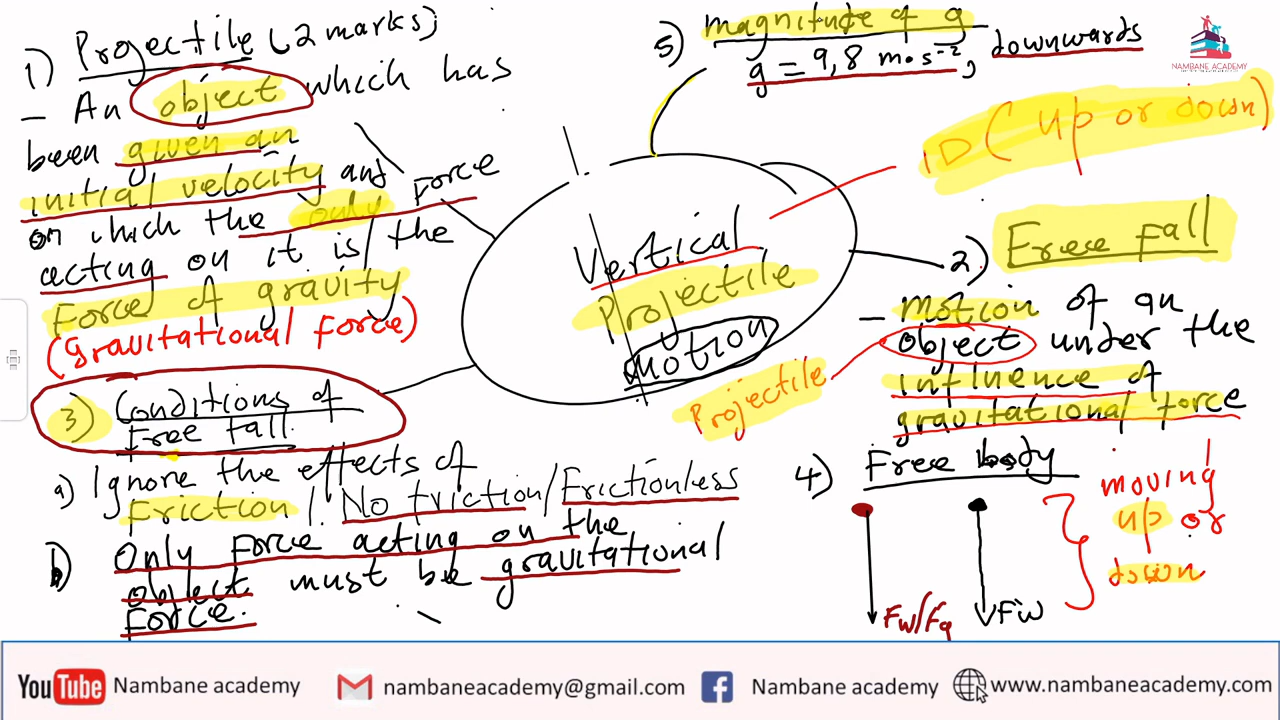 1) Projectile (2 marks)
- An object which has
been given an
initial velocity and
on which the only force
acting on it is / the
Force of gravity
(gravitational force)
3) Conditions of
Free fall.
a) Ignore the effects of
Friction / No friction / Frictionless
b) Only force acting on the
object must be gravitational
force.
Vertical
Projectile
motion
5) magnitude of g
g = 9,8 m·s⁻², downwards
NAMBANE ACADEMY
1D (up or down)
2) Free fall
- Motion of an
object under the
influence of
gravitational force
Projectile
4) Free body
Fw/Fg
Fw
moving
up or
down
YouTube Nambane academy
nambaneacademy@gmail.com
Nambane academy
www.nambaneacademy.com